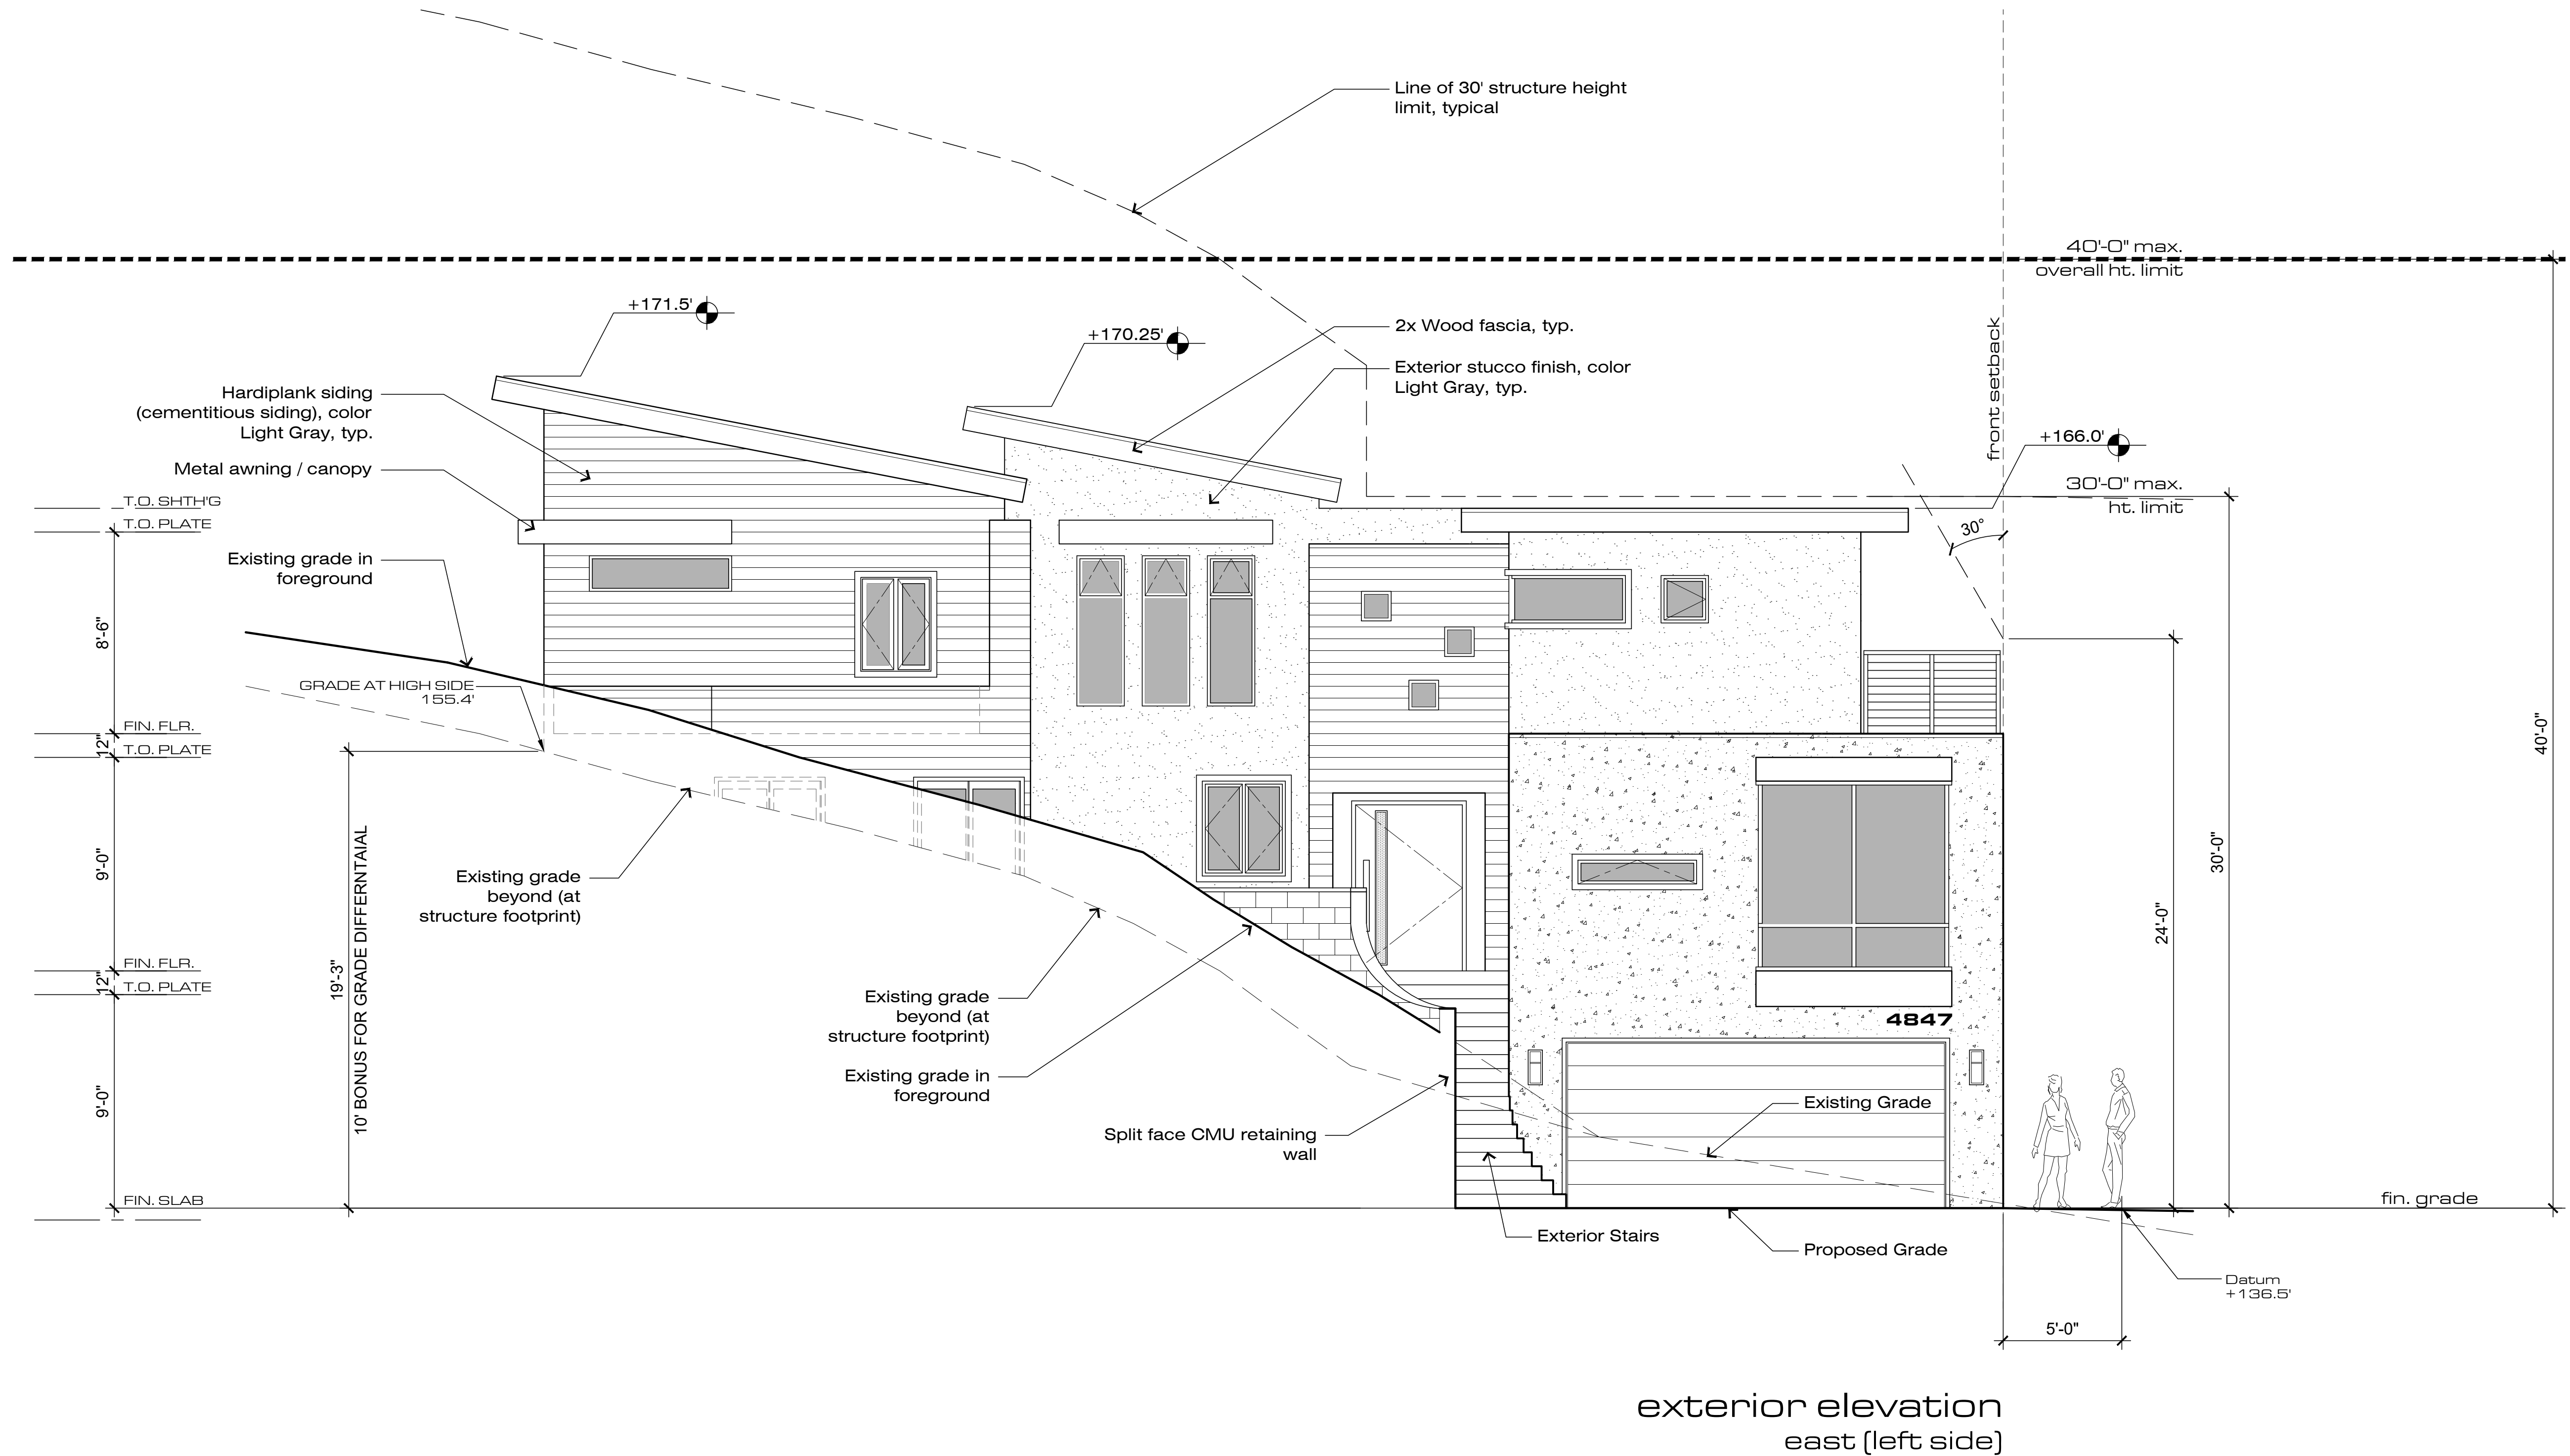 Line of 30' structure height
limit, typical
40'-0" max.
overall ht. limit
+171.5'
+170.25'
2x Wood fascia, typ.
Exterior stucco finish, color
Light Gray, typ.
front setback
+166.0'
30'-0" max.
ht. limit
30°
Hardiplank siding
(cementitious siding), color
Light Gray, typ.
Metal awning / canopy
T.O. SHTH'G
T.O. PLATE
Existing grade in
foreground
8'-6"
GRADE AT HIGH SIDE
155.4'
FIN. FLR.
12"
T.O. PLATE
9'-0"
19'-3"
10' BONUS FOR GRADE DIFFERNTAIAL
Existing grade
beyond (at
structure footprint)
FIN. FLR.
12"
T.O. PLATE
9'-0"
FIN. SLAB
Existing grade
beyond (at
structure footprint)
Existing grade in
foreground
Split face CMU retaining
wall
4847
Existing Grade
Exterior Stairs
Proposed Grade
24'-0"
30'-0"
40'-0"
fin. grade
Datum
+136.5'
5'-0"
exterior elevation
east (left side)